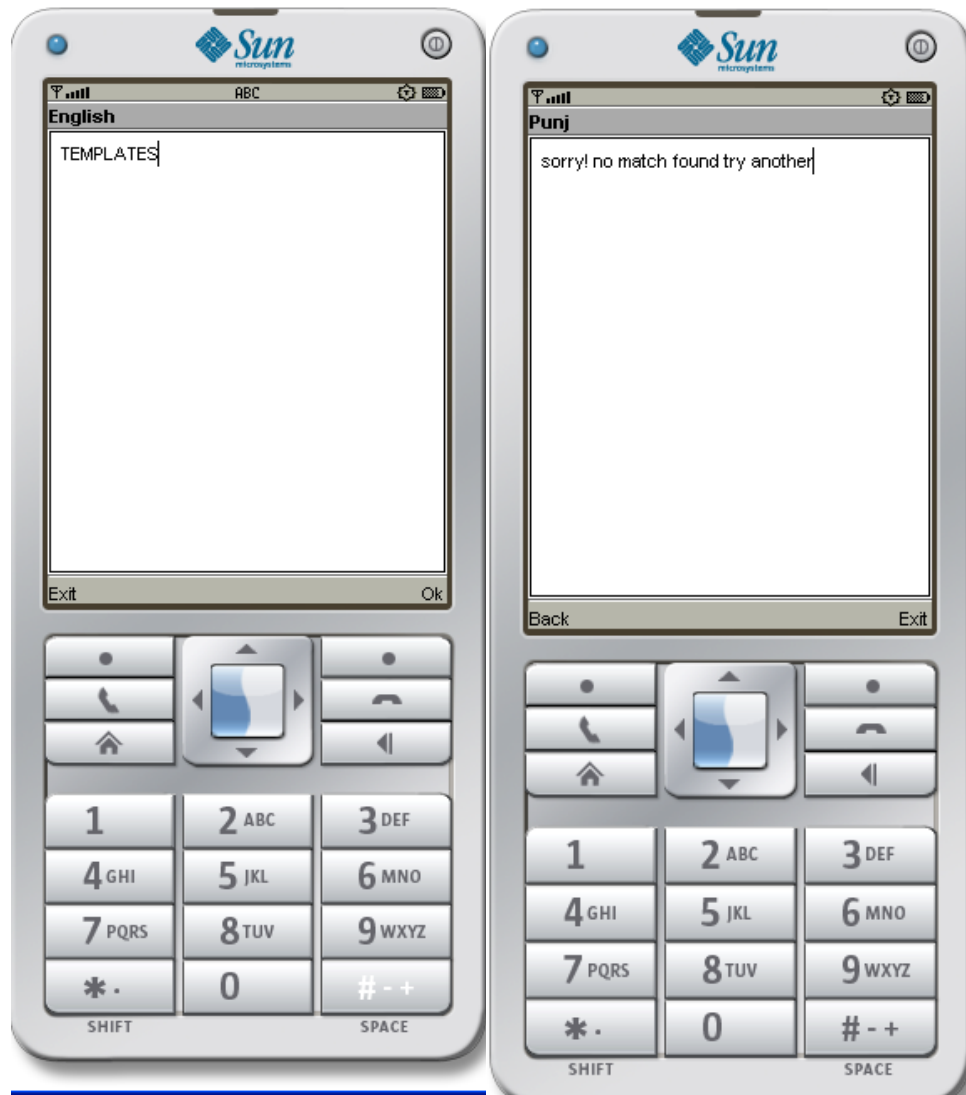 Sun
microsystems
ABC
English
TEMPLATES
Exit
Ok
1
2 ABC
3 DEF
4 GHI
5 JKL
6 MNO
7 PQRS
8 TUV
9 WXYZ
* .
0
# - +
SHIFT
SPACE
Sun
microsystems
Punj
sorry! no match found try another
Back
Exit
1
2 ABC
3 DEF
4 GHI
5 JKL
6 MNO
7 PQRS
8 TUV
9 WXYZ
* .
0
# - +
SHIFT
SPACE